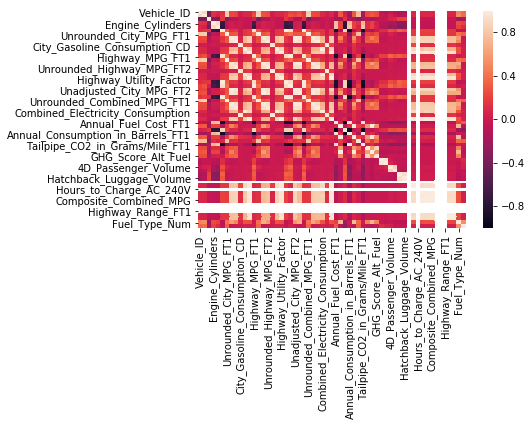 Vehicle_ID
Engine_Cylinders
Unrounded_City_MPG_FT1
City_Gasoline_Consumption_CD
Highway_MPG_FT1
Unrounded_Highway_MPG_FT2
Highway_Utility_Factor
Unadjusted_City_MPG_FT2
Unrounded_Combined_MPG_FT1
Combined_Electricity_Consumption
Annual_Fuel_Cost_FT1
Annual_Consumption_in_Barrels_FT1
Tailpipe_CO2_in_Grams/Mile_FT1
GHG_Score_Alt_Fuel
4D_Passenger_Volume
Hatchback_Luggage_Volume
Hours_to_Charge_AC_240V
Composite_Combined_MPG
Highway_Range_FT1
Fuel_Type_Num
0.8
0.4
0.0
−0.4
−0.8
Vehicle_ID
Engine_Cylinders
Unrounded_City_MPG_FT1
City_Gasoline_Consumption_CD
Highway_MPG_FT1
Unrounded_Highway_MPG_FT2
Highway_Utility_Factor
Unadjusted_City_MPG_FT2
Unrounded_Combined_MPG_FT1
Combined_Electricity_Consumption
Annual_Fuel_Cost_FT1
Annual_Consumption_in_Barrels_FT1
Tailpipe_CO2_in_Grams/Mile_FT1
GHG_Score_Alt_Fuel
4D_Passenger_Volume
Hatchback_Luggage_Volume
Hours_to_Charge_AC_240V
Composite_Combined_MPG
Highway_Range_FT1
Fuel_Type_Num